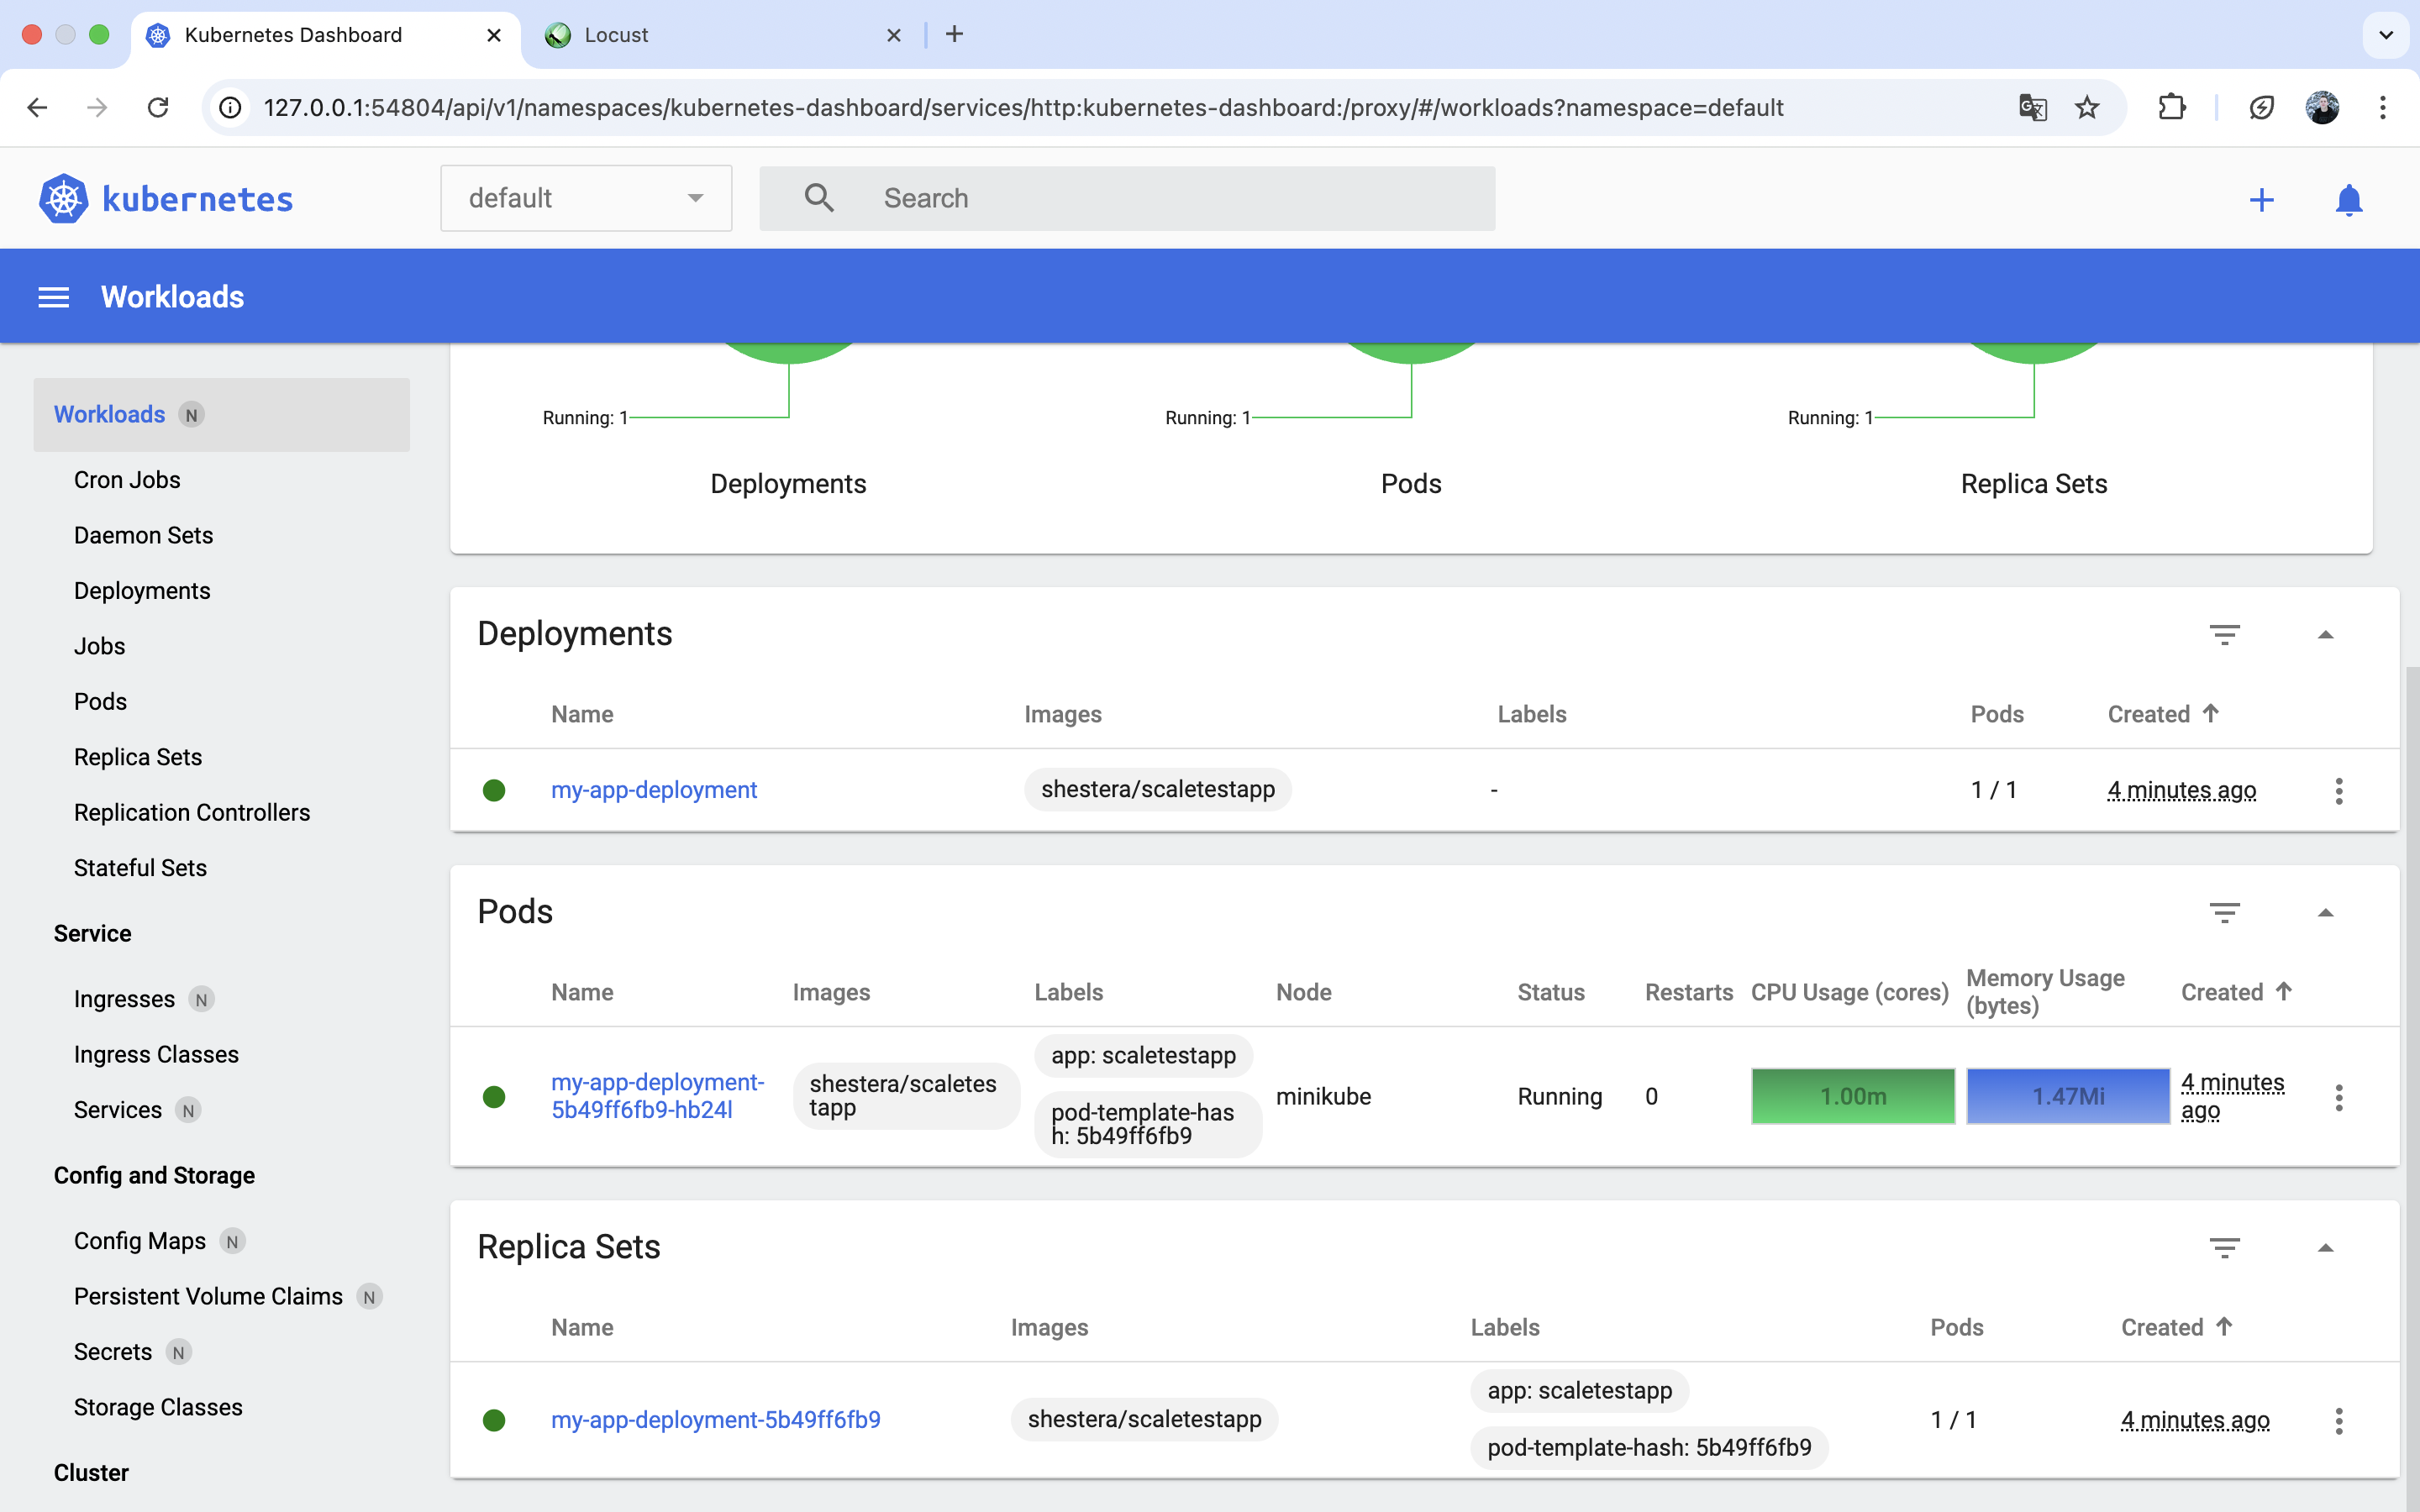 Kubernetes Dashboard
Locust
127.0.0.1:54804/api/v1/namespaces/kubernetes-dashboard/services/http:kubernetes-dashboard:/proxy/#/workloads?namespace=default
kubernetes
default
Search
Workloads
Workloads N
Cron Jobs
Daemon Sets
Deployments
Jobs
Pods
Replica Sets
Replication Controllers
Stateful Sets
Service
Ingresses N
Ingress Classes
Services N
Config and Storage
Config Maps N
Persistent Volume Claims N
Secrets N
Storage Classes
Cluster
Running: 1
Deployments
Running: 1
Pods
Running: 1
Replica Sets
Deployments
Name Images Labels Pods Created
my-app-deployment shestera/scaletestapp - 1 / 1 4 minutes ago
Pods
Name Images Labels Node Status Restarts CPU Usage (cores) Memory Usage
(bytes) Created
my-app-deployment-
5b49ff6fb9-hb24l
shestera/scaletes
tapp
app: scaletestapp
pod-template-has
h: 5b49ff6fb9
minikube
Running
0
1.00m
1.47Mi
4 minutes
ago
Replica Sets
Name Images Labels Pods Created
my-app-deployment-5b49ff6fb9
shestera/scaletestapp
app: scaletestapp
pod-template-hash: 5b49ff6fb9
1 / 1
4 minutes ago